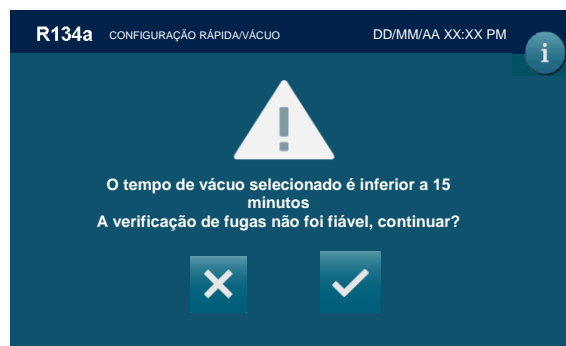 R134a CONFIGURAÇÃO RÁPIDA/VÁCUO DD/MM/AA XX:XX PM
i
O tempo de vácuo selecionado é inferior a 15
minutos
A verificação de fugas não foi fiável, continuar?